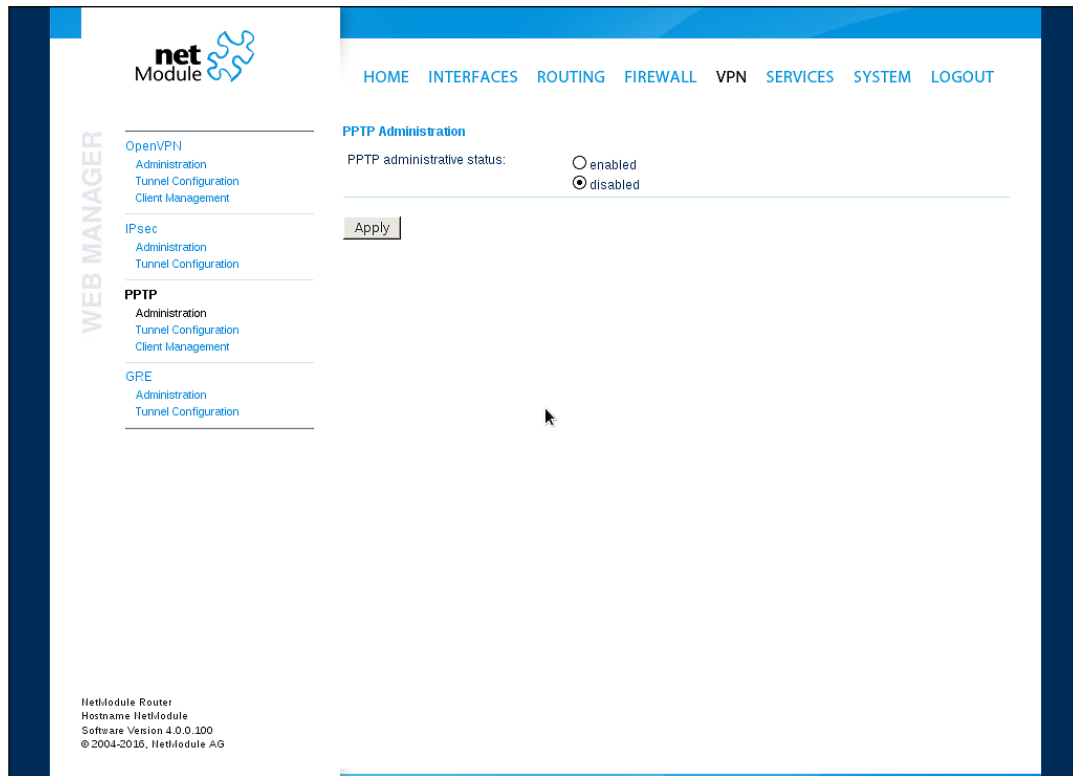 net
Module
HOME INTERFACES ROUTING FIREWALL VPN SERVICES SYSTEM LOGOUT
WEB MANAGER
OpenVPN
Administration
Tunnel Configuration
Client Management
IPsec
Administration
Tunnel Configuration
PPTP
Administration
Tunnel Configuration
Client Management
GRE
Administration
Tunnel Configuration
PPTP Administration
PPTP administrative status:
enabled
disabled
Apply
NetModule Router
Hostname NetModule
Software Version 4.0.0.100
© 2004-2016, NetModule AG